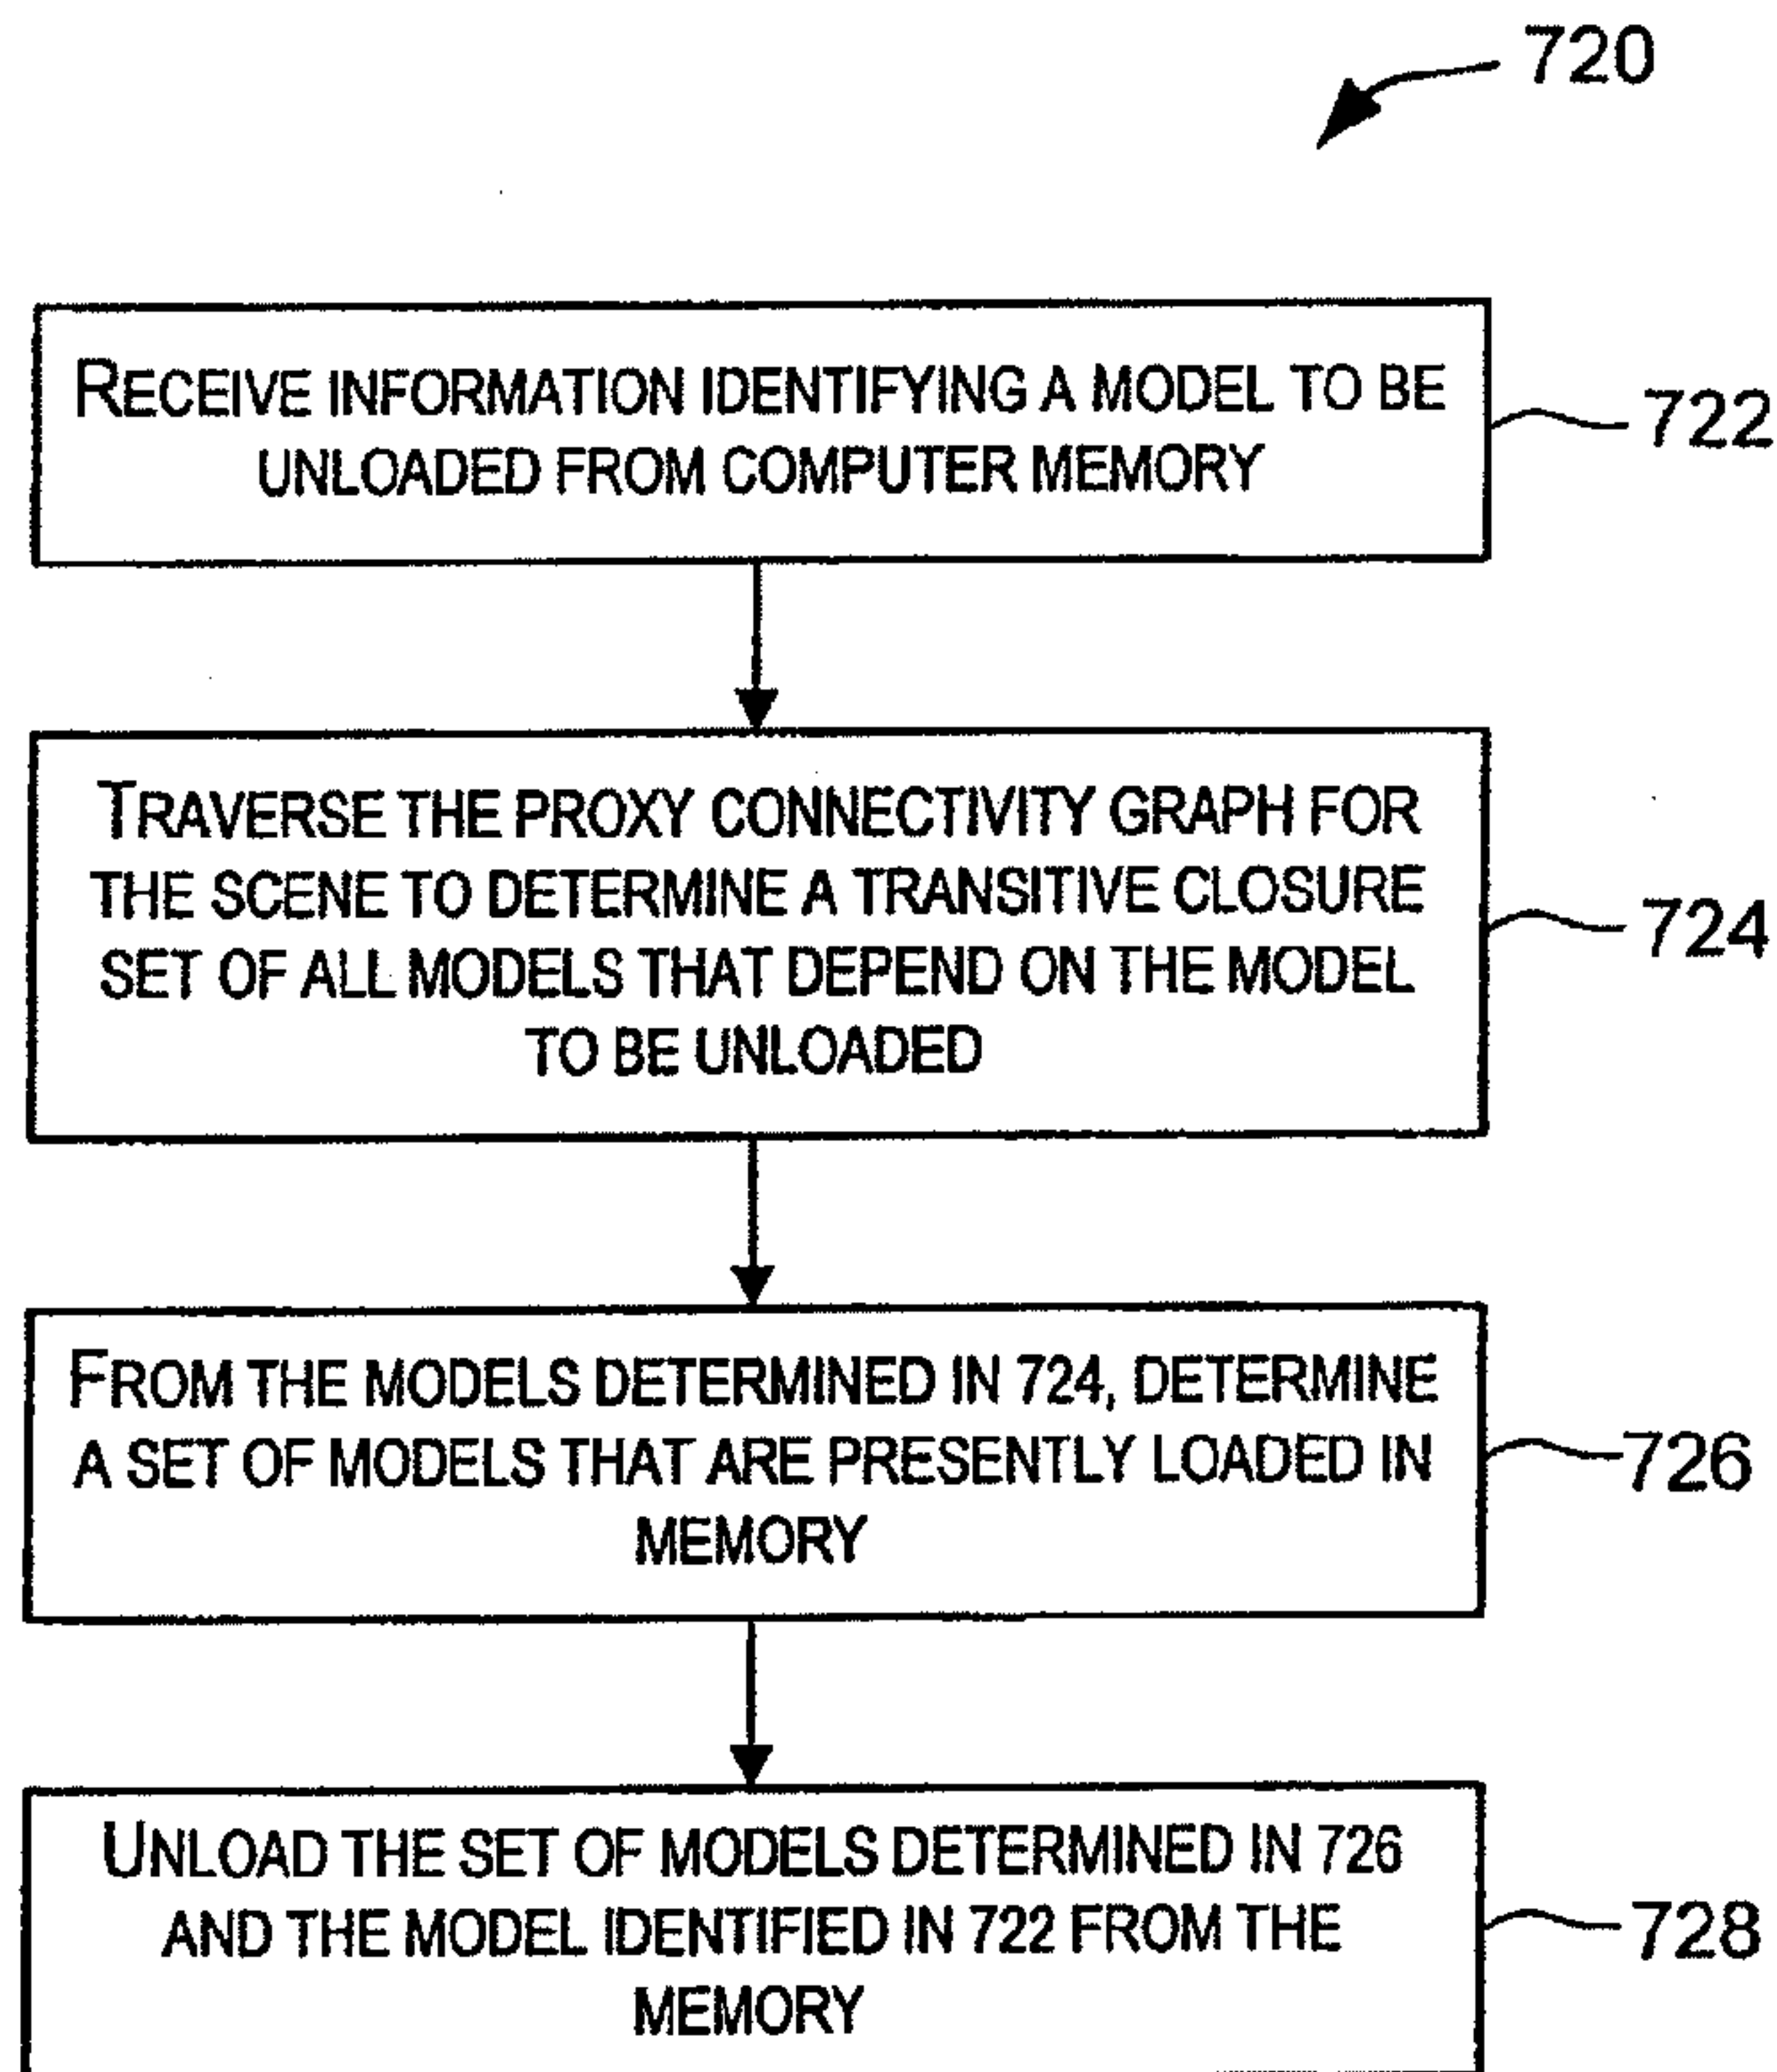 720
RECEIVE INFORMATION IDENTIFYING A MODEL TO BE
UNLOADED FROM COMPUTER MEMORY
722
TRAVERSE THE PROXY CONNECTIVITY GRAPH FOR
THE SCENE TO DETERMINE A TRANSITIVE CLOSURE
SET OF ALL MODELS THAT DEPEND ON THE MODEL
TO BE UNLOADED
724
FROM THE MODELS DETERMINED IN 724, DETERMINE
A SET OF MODELS THAT ARE PRESENTLY LOADED IN
MEMORY
726
UNLOAD THE SET OF MODELS DETERMINED IN 726
AND THE MODEL IDENTIFIED IN 722 FROM THE
MEMORY
728